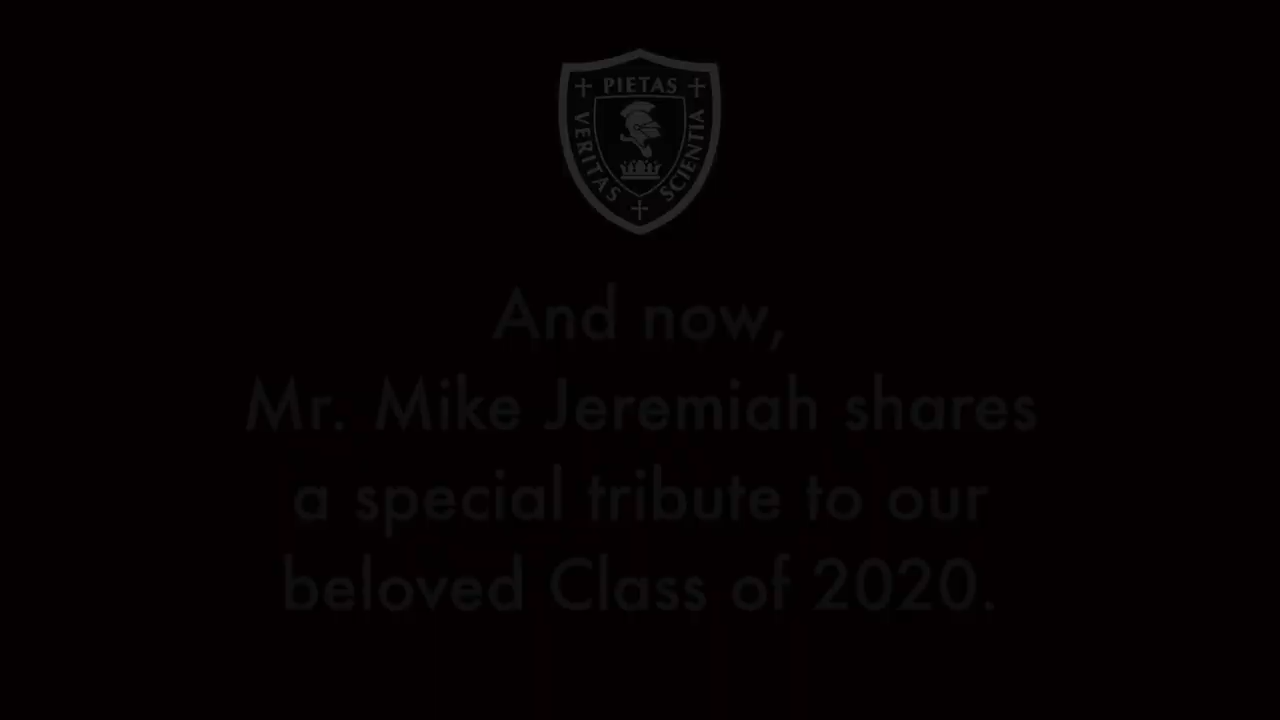 PIETAS
VERITAS
SCIENTIA
And now,
Mr. Mike Jeremiah shares
a special tribute to our
beloved Class of 2020.